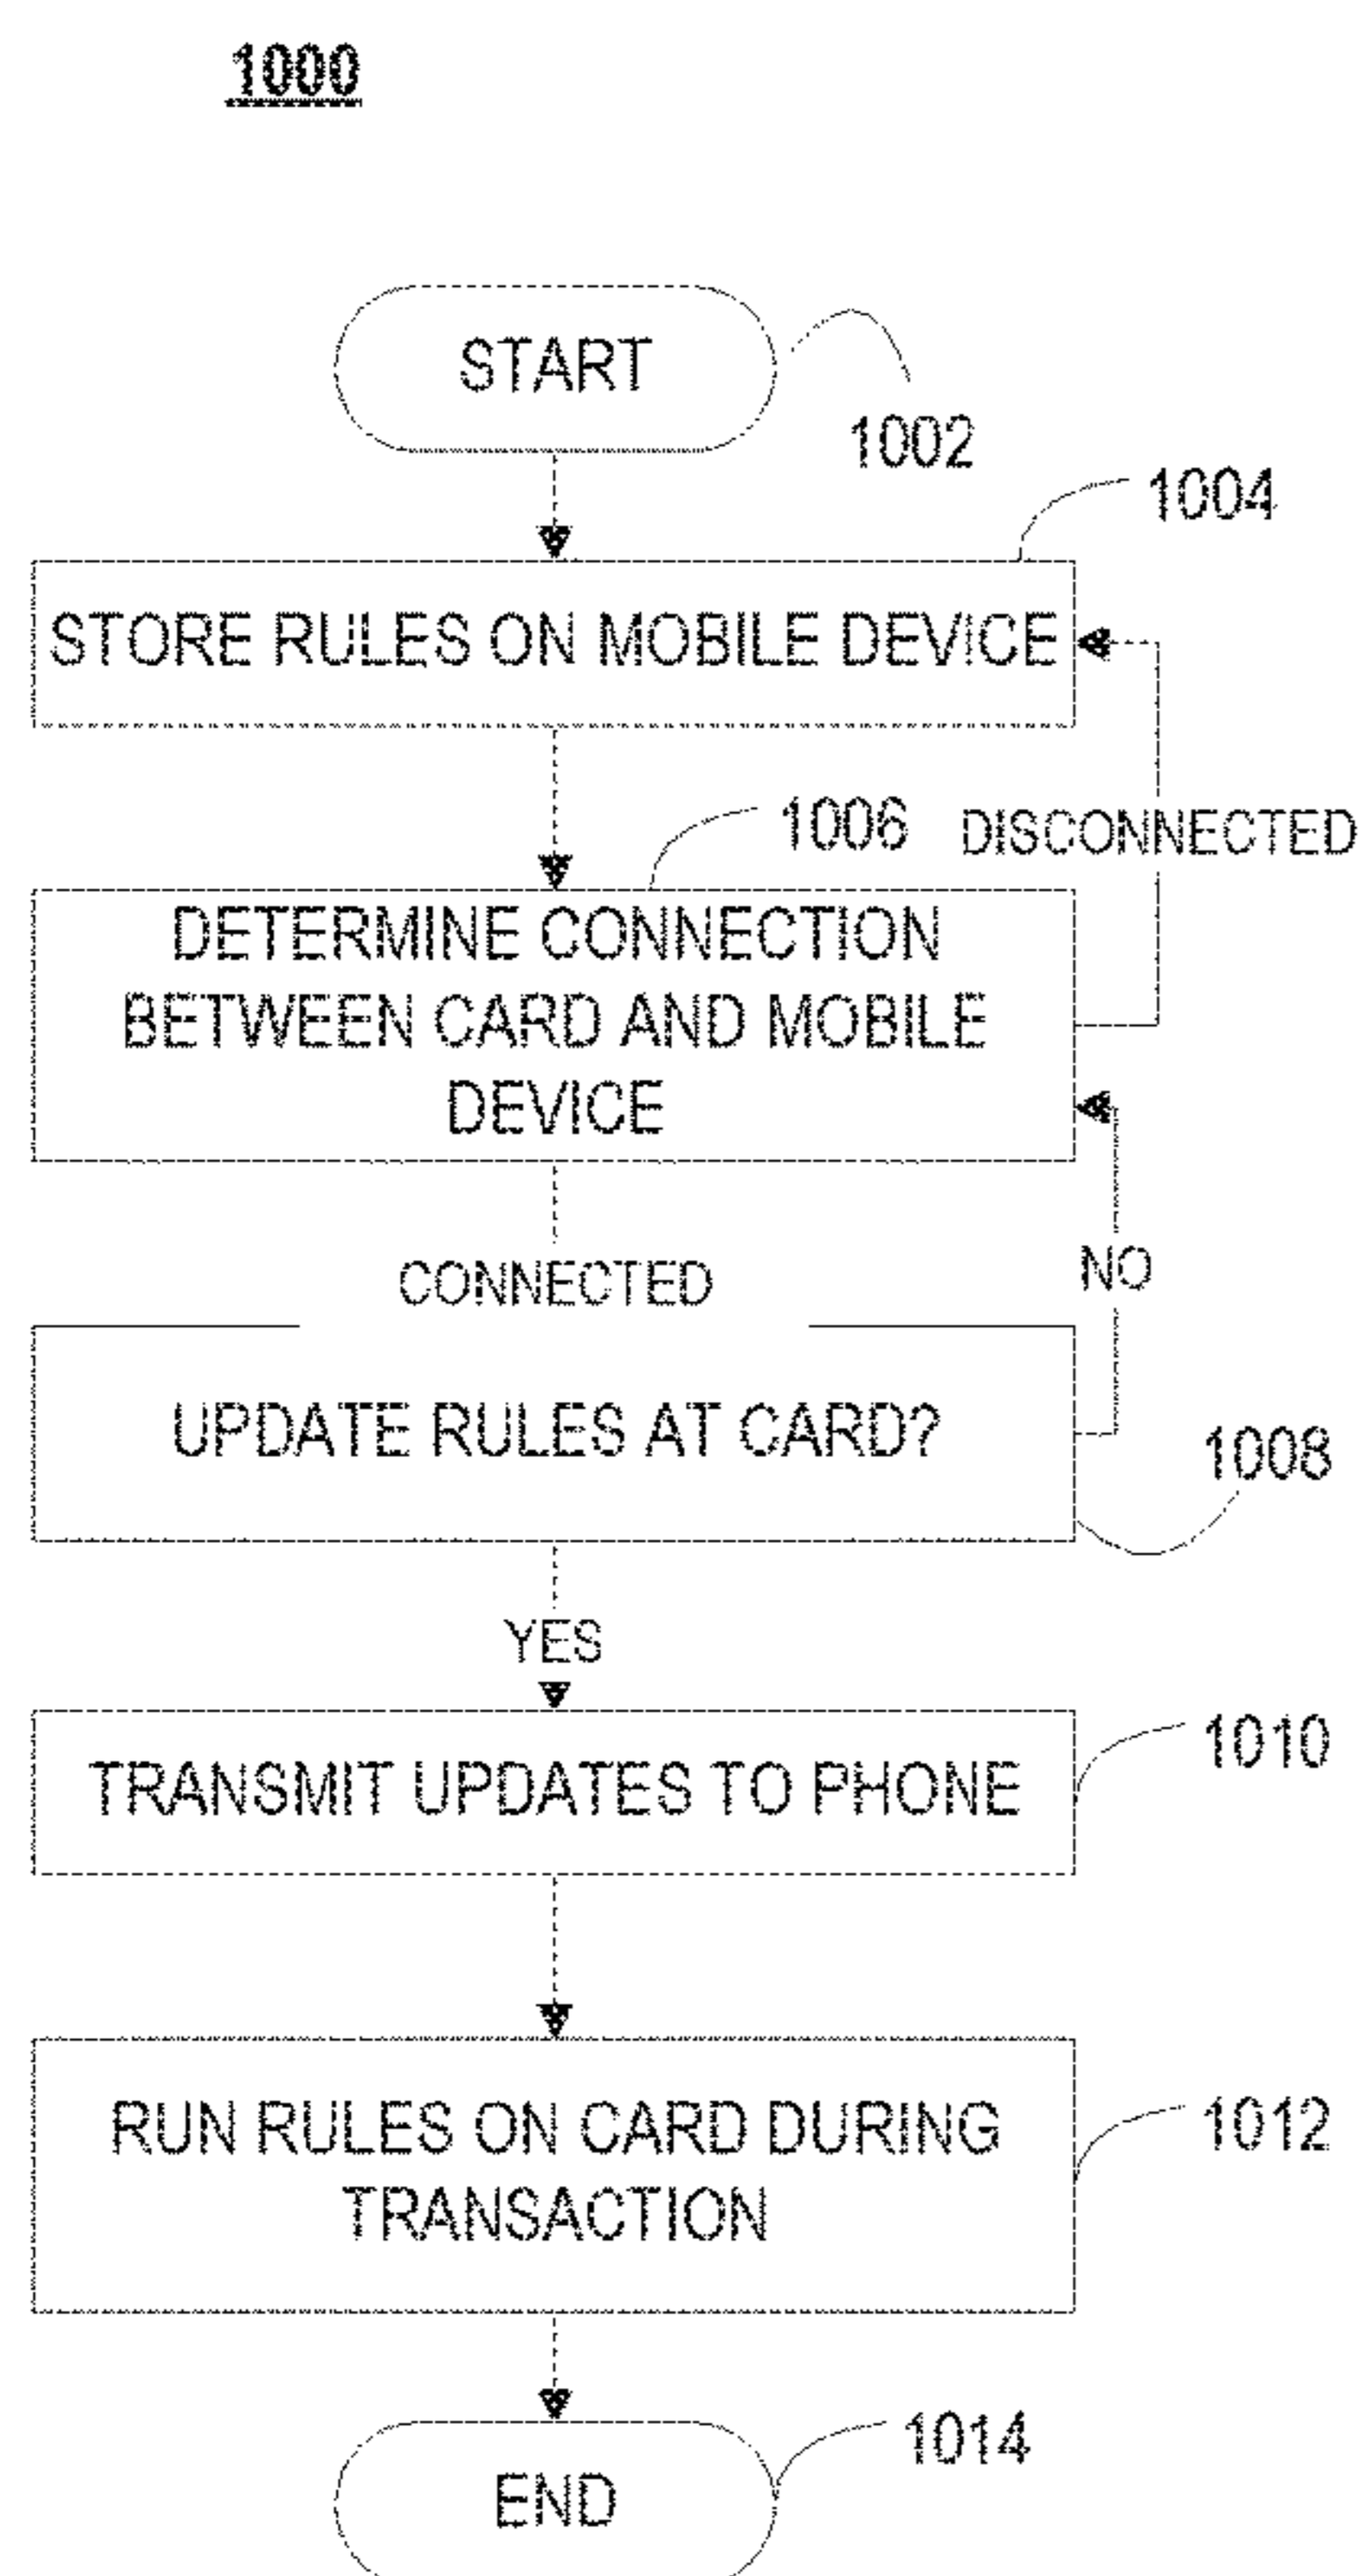 1000
START
1002
1004
STORE RULES ON MOBILE DEVICE
1006
DISCONNECTED
DETERMINE CONNECTION
BETWEEN CARD AND MOBILE
DEVICE
CONNECTED
NO
UPDATE RULES AT CARD?
1008
YES
TRANSMIT UPDATES TO PHONE
1010
RUN RULES ON CARD DURING
TRANSACTION
1012
1014
END